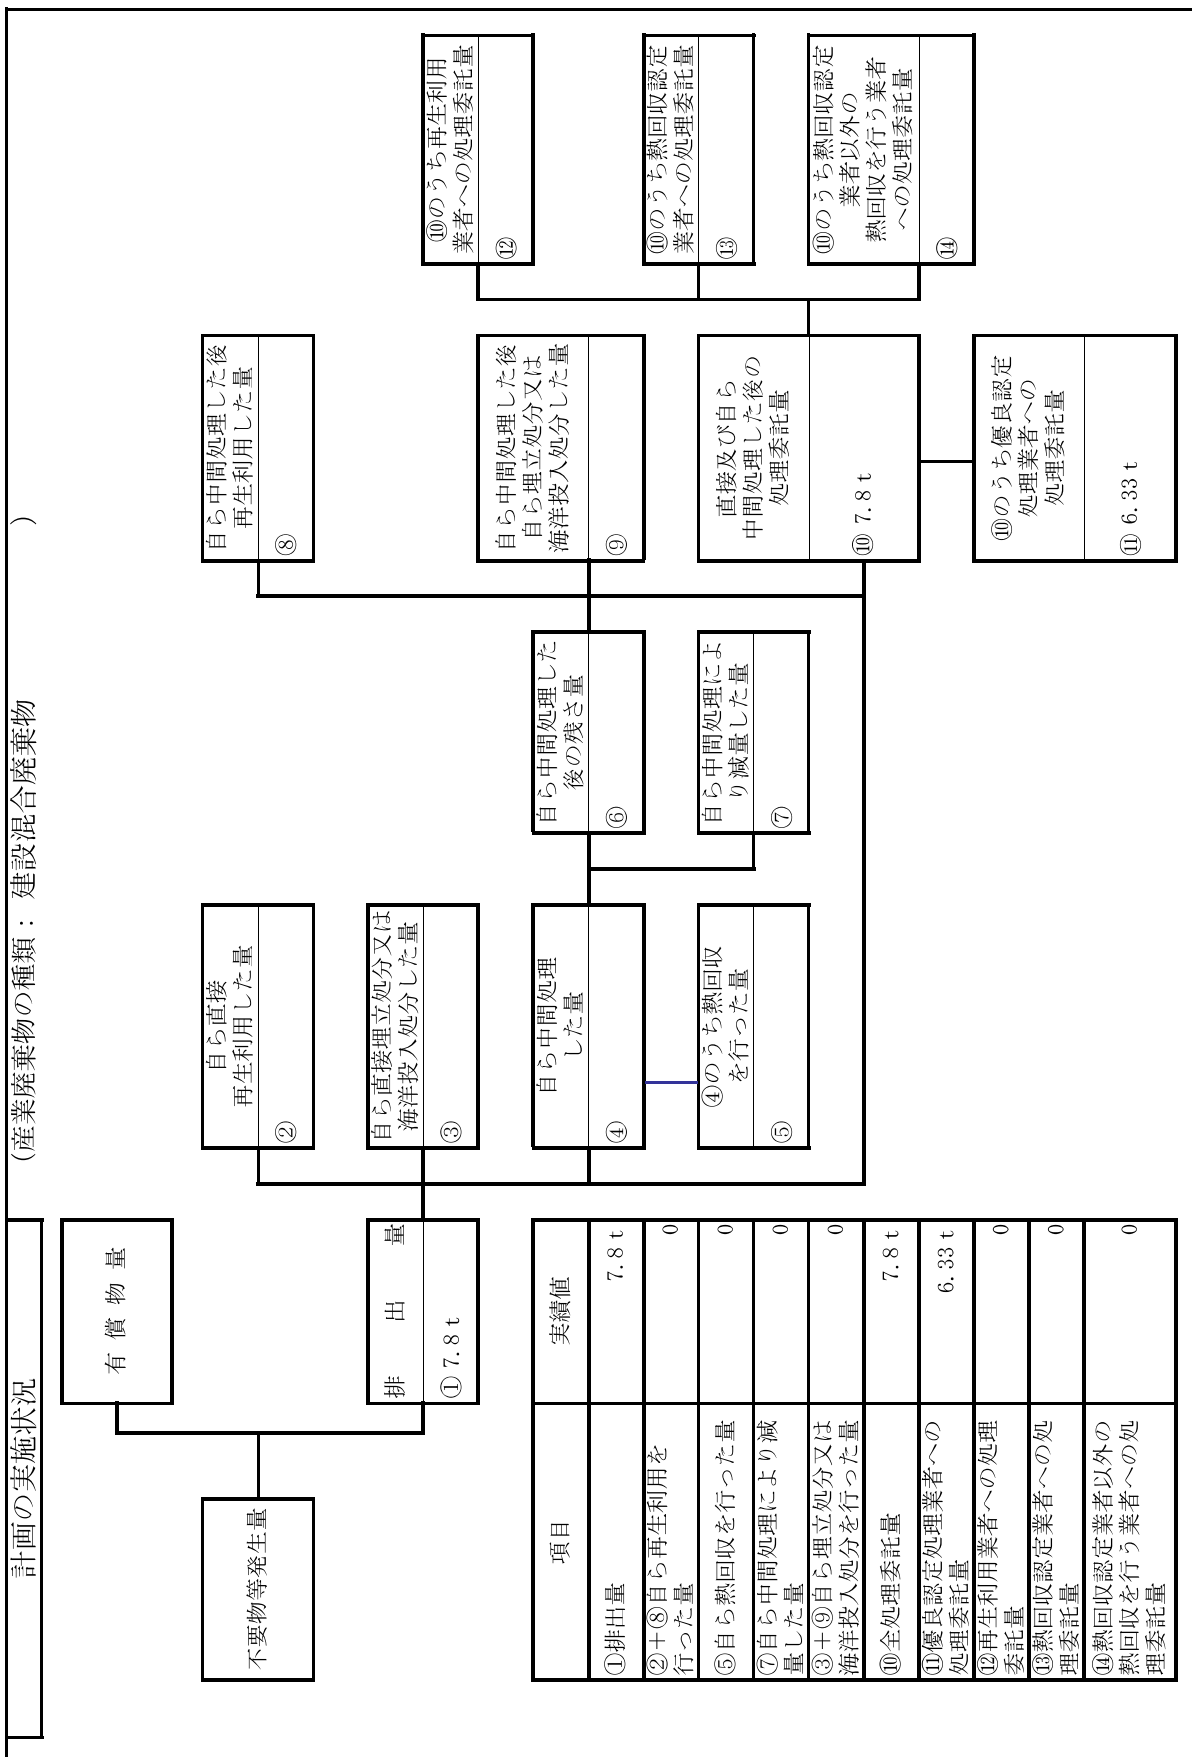 計画の実施状況
(産業廃棄物の種類： 建設混合廃棄物 )
不要物等発生量
有 償 物 量
排 出 量
① 7.8 t
自ら直接
再生利用した量
②
自ら直接埋立処分又は
海洋投入処分した量
③
自ら中間処理
した量
④
④のうち熱回収
を行った量
⑤
自ら中間処理した
後の残さ量
⑥
自ら中間処理によ
り減量した量
⑦
自ら中間処理した後
再生利用した量
⑧
自ら中間処理した後
自ら埋立処分又は
海洋投入処分した量
⑨
直接及び自ら
中間処理した後の
処理委託量
⑩ 7.8 t
⑩のうち優良認定
処理業者への
処理委託量
⑪ 6.33 t
⑩のうち再生利用
業者への処理委託量
⑫
⑩のうち熱回収認定
業者への処理委託量
⑬
⑩のうち熱回収認定
業者以外の
熱回収を行う業者
への処理委託量
⑭
項目 実績値
①排出量 7.8 t
②＋⑧自ら再生利用を
行った量 0
⑤自ら熱回収を行った量 0
⑦自ら中間処理により減
量した量 0
③＋⑨自ら埋立処分又は
海洋投入処分を行った量 0
⑩全処理委託量 7.8 t
⑪優良認定処理業者への
処理委託量 6.33 t
⑫再生利用業者への処理
委託量 0
⑬熱回収認定業者への処
理委託量 0
⑭熱回収認定業者以外の
熱回収を行う業者への処
理委託量 0